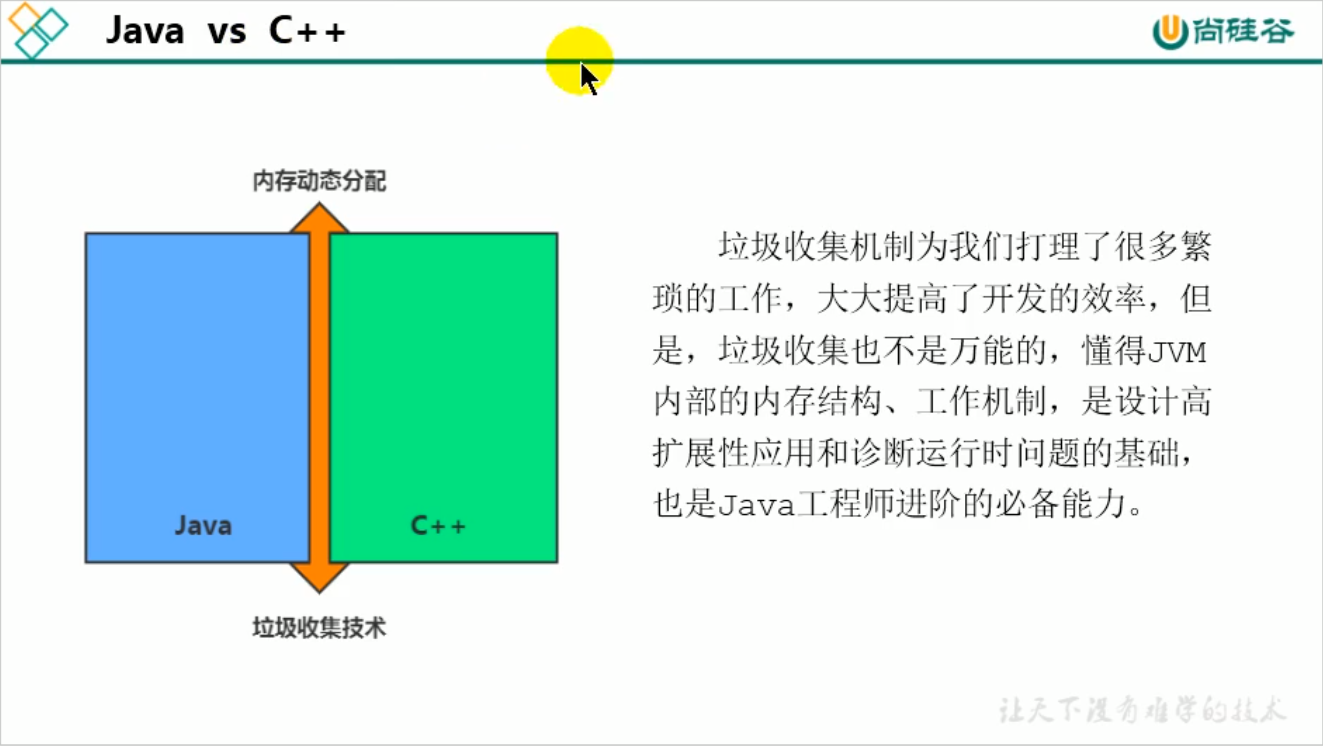 Java vs C++
尚硅谷
内存动态分配
Java
C++
垃圾收集技术
垃圾收集机制为我们打理了很多繁
琐的工作，大大提高了开发的效率，但
是，垃圾收集也不是万能的，懂得JVM
内部的内存结构、工作机制，是设计高
扩展性应用和诊断运行时问题的基础，
也是Java工程师进阶的必备能力。
让天下没有难学的技术